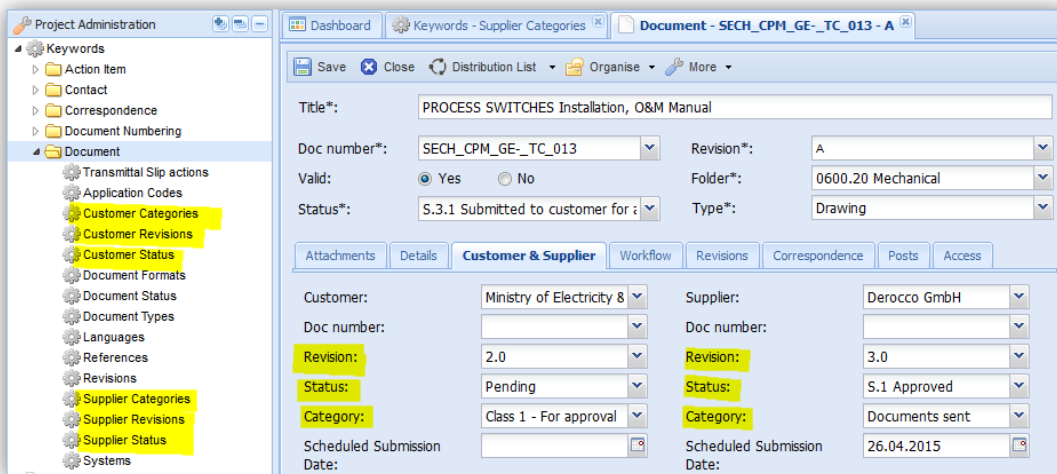 Project Administration
Keywords
Action Item
Contact
Correspondence
Document Numbering
Document
Transmittal Slip actions
Application Codes
Customer Categories
Customer Revisions
Customer Status
Document Formats
Document Status
Document Types
Languages
References
Revisions
Supplier Categories
Supplier Revisions
Supplier Status
Systems
Dashboard Keywords - Supplier Categories Document - SECH_CPM_GE-_TC_013 - A
Save Close Distribution List Organise More
Title*: PROCESS SWITCHES Installation, O&M Manual
Doc number*: SECH_CPM_GE-_TC_013 Revision*: A
Valid: Yes No Folder*: 0600.20 Mechanical
Status*: S.3.1 Submitted to customer for a Type*: Drawing
Attachments Details Customer & Supplier Workflow Revisions Correspondence Posts Access
Customer: Ministry of Electricity & Supplier: Derocco GmbH
Doc number: Doc number:
Revision: 2.0 Revision: 3.0
Status: Pending Status: S.1 Approved
Category: Class 1 - For approval Category: Documents sent
Scheduled Submission Scheduled Submission 26.04.2015
Date: Date: